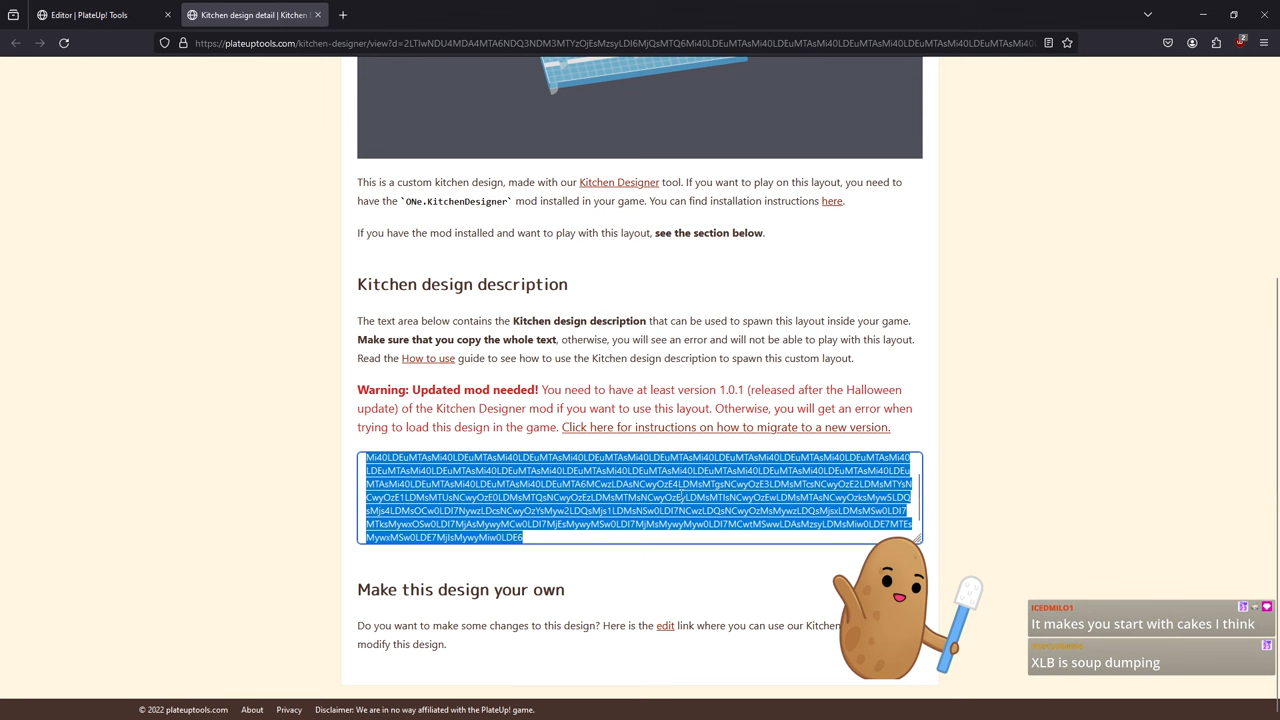 Editor | PlateUp! Tools
Kitchen design detail | Kitchen
https://plateuptools.com/kitchen-designer/view?d=2LTIwNDU4MDA4MTA6NDQ3NDM3MTYzOjEsMzsyLDI6MjQsMTQ6Mi40LDEuMTAsMi40LDEuMTAsMi40LDEuMTAsMi40LDEuMTAsMi40LDEuMTAsMi40LDEuMTAsMi40LDEuMTAsMi40LDEuMTAsMi40
This is a custom kitchen design, made with our Kitchen Designer tool. If you want to play on this layout, you need to
have the `ONe.KitchenDesigner` mod installed in your game. You can find installation instructions here.
If you have the mod installed and want to play with this layout, see the section below.
Kitchen design description
The text area below contains the Kitchen design description that can be used to spawn this layout inside your game.
Make sure that you copy the whole text, otherwise, you will see an error and will not be able to play with this layout.
Read the How to use guide to see how to use the Kitchen design description to spawn this custom layout.
Warning: Updated mod needed! You need to have at least version 1.0.1 (released after the Halloween
update) of the Kitchen Designer mod if you want to use this layout. Otherwise, you will get an error when
trying to load this design in the game. Click here for instructions on how to migrate to a new version.
Mi40LDEuMTAsMi40LDEuMTAsMi40LDEuMTAsMi40LDEuMTAsMi40LDEuMTAsMi40LDEuMTAsMi40LDEuMTAsMi40LDEuMTAsMi40
LDEuMTAsMi40LDEuMTAsMi40LDEuMTAsMi40LDEuMTAsMi40LDEuMTAsMi40LDEuMTAsMi40LDEuMTAsMi40LDEuMTAsMi40LDEu
MTAsMi40LDEuMTAsMi40LDEuMTAsMi40LDEuMTA6MCwzLDAsNCwyOzE4LDMsMTgsNCwyOzE3LDMsMTcsNCwyOzE2LDMsMTYsN
CwyOzE1LDMsMTUsNCwyOzE0LDMsMTQsNCwyOzEzLDMsMTMsNCwyOzEyLDMsMTIsNCwyOzEwLDMsMTAsNCwyOzksMyw5LDQ
sMjs4LDMsOCw0LDI7NywzLDcsNCwyOzYsMyw2LDQsMjs1LDMsNSw0LDI7NCwzLDQsNCwyOzMsMywzLDQsMjsxLDMsMSw0LDI7
MTksMywxOSw0LDI7MjAsMywyMCw0LDI7MjEsMywyMSw0LDI7MjMsMywyMyw0LDI7MCwtMSwwLDAsMzsyLDMsMiw0LDE7MTEs
MywxMSw0LDE7MjIsMywyMiw0LDE6
Make this design your own
Do you want to make some changes to this design? Here is the edit link where you can use our Kitchen
modify this design.
ICEDMILO1
It makes you start with cakes I think
XLB is soup dumping
© 2022 plateuptools.com About Privacy Disclaimer: We are in no way affiliated with the PlateUp! game.